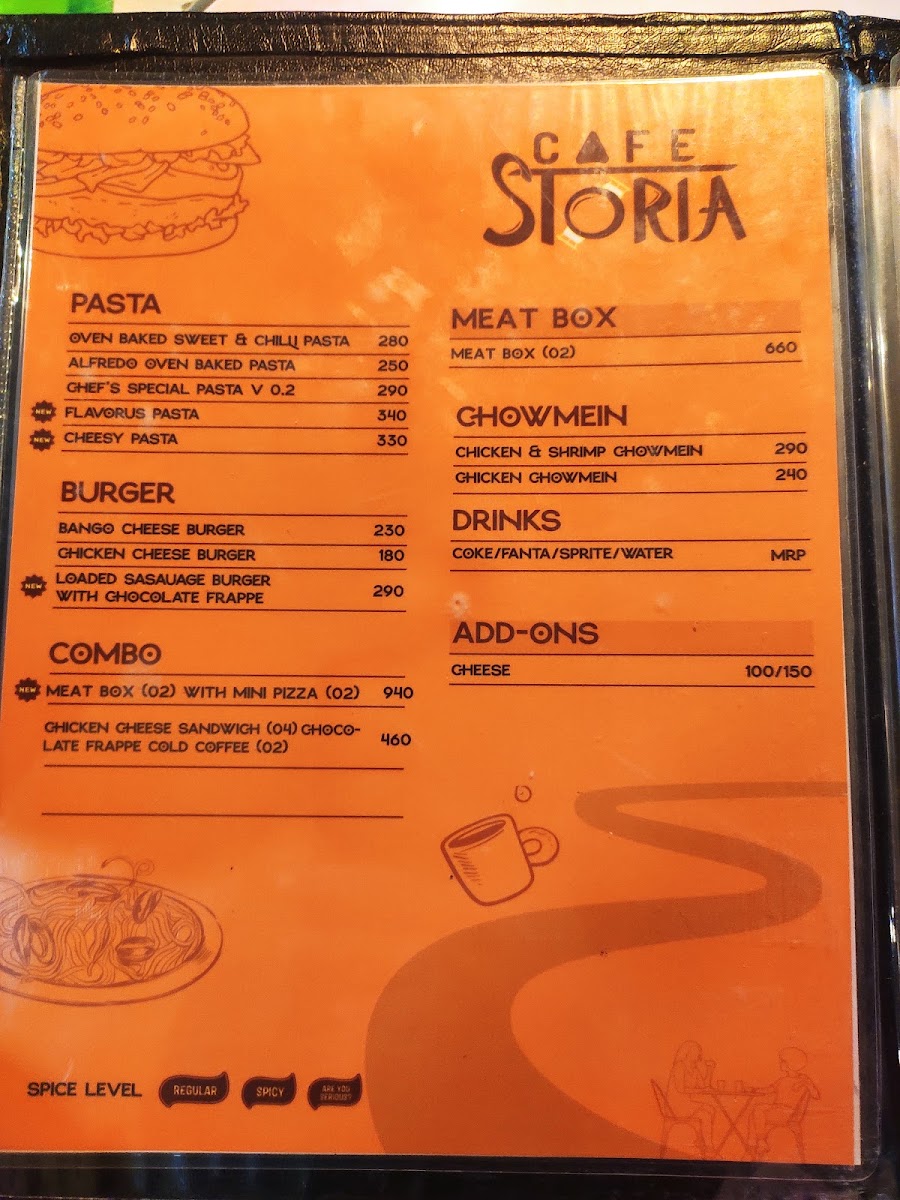 CAFE
STORIA
PASTA
OVEN BAKED SWEET & CHILLI PASTA 280
ALFREDO OVEN BAKED PASTA 250
CHEF'S SPECIAL PASTA V 0.2 290
NEW FLAVORUS PASTA 340
NEW CHEESY PASTA 330
BURGER
BANGO CHEESE BURGER 230
CHICKEN CHEESE BURGER 180
NEW LOADED SASAUAGE BURGER
WITH CHOCOLATE FRAPPE 290
COMBO
NEW MEAT BOX (02) WITH MINI PIZZA (02) 940
CHICKEN CHEESE SANDWICH (04) CHOCO-
LATE FRAPPE COLD COFFEE (02) 460
MEAT BOX
MEAT BOX (02) 660
CHOWMEIN
CHICKEN & SHRIMP CHOWMEIN 290
CHICKEN CHOWMEIN 240
DRINKS
COKE/FANTA/SPRITE/WATER MRP
ADD-ONS
CHEESE 100/150
SPICE LEVEL REGULAR SPICY ARE YOU
SERIOUS?